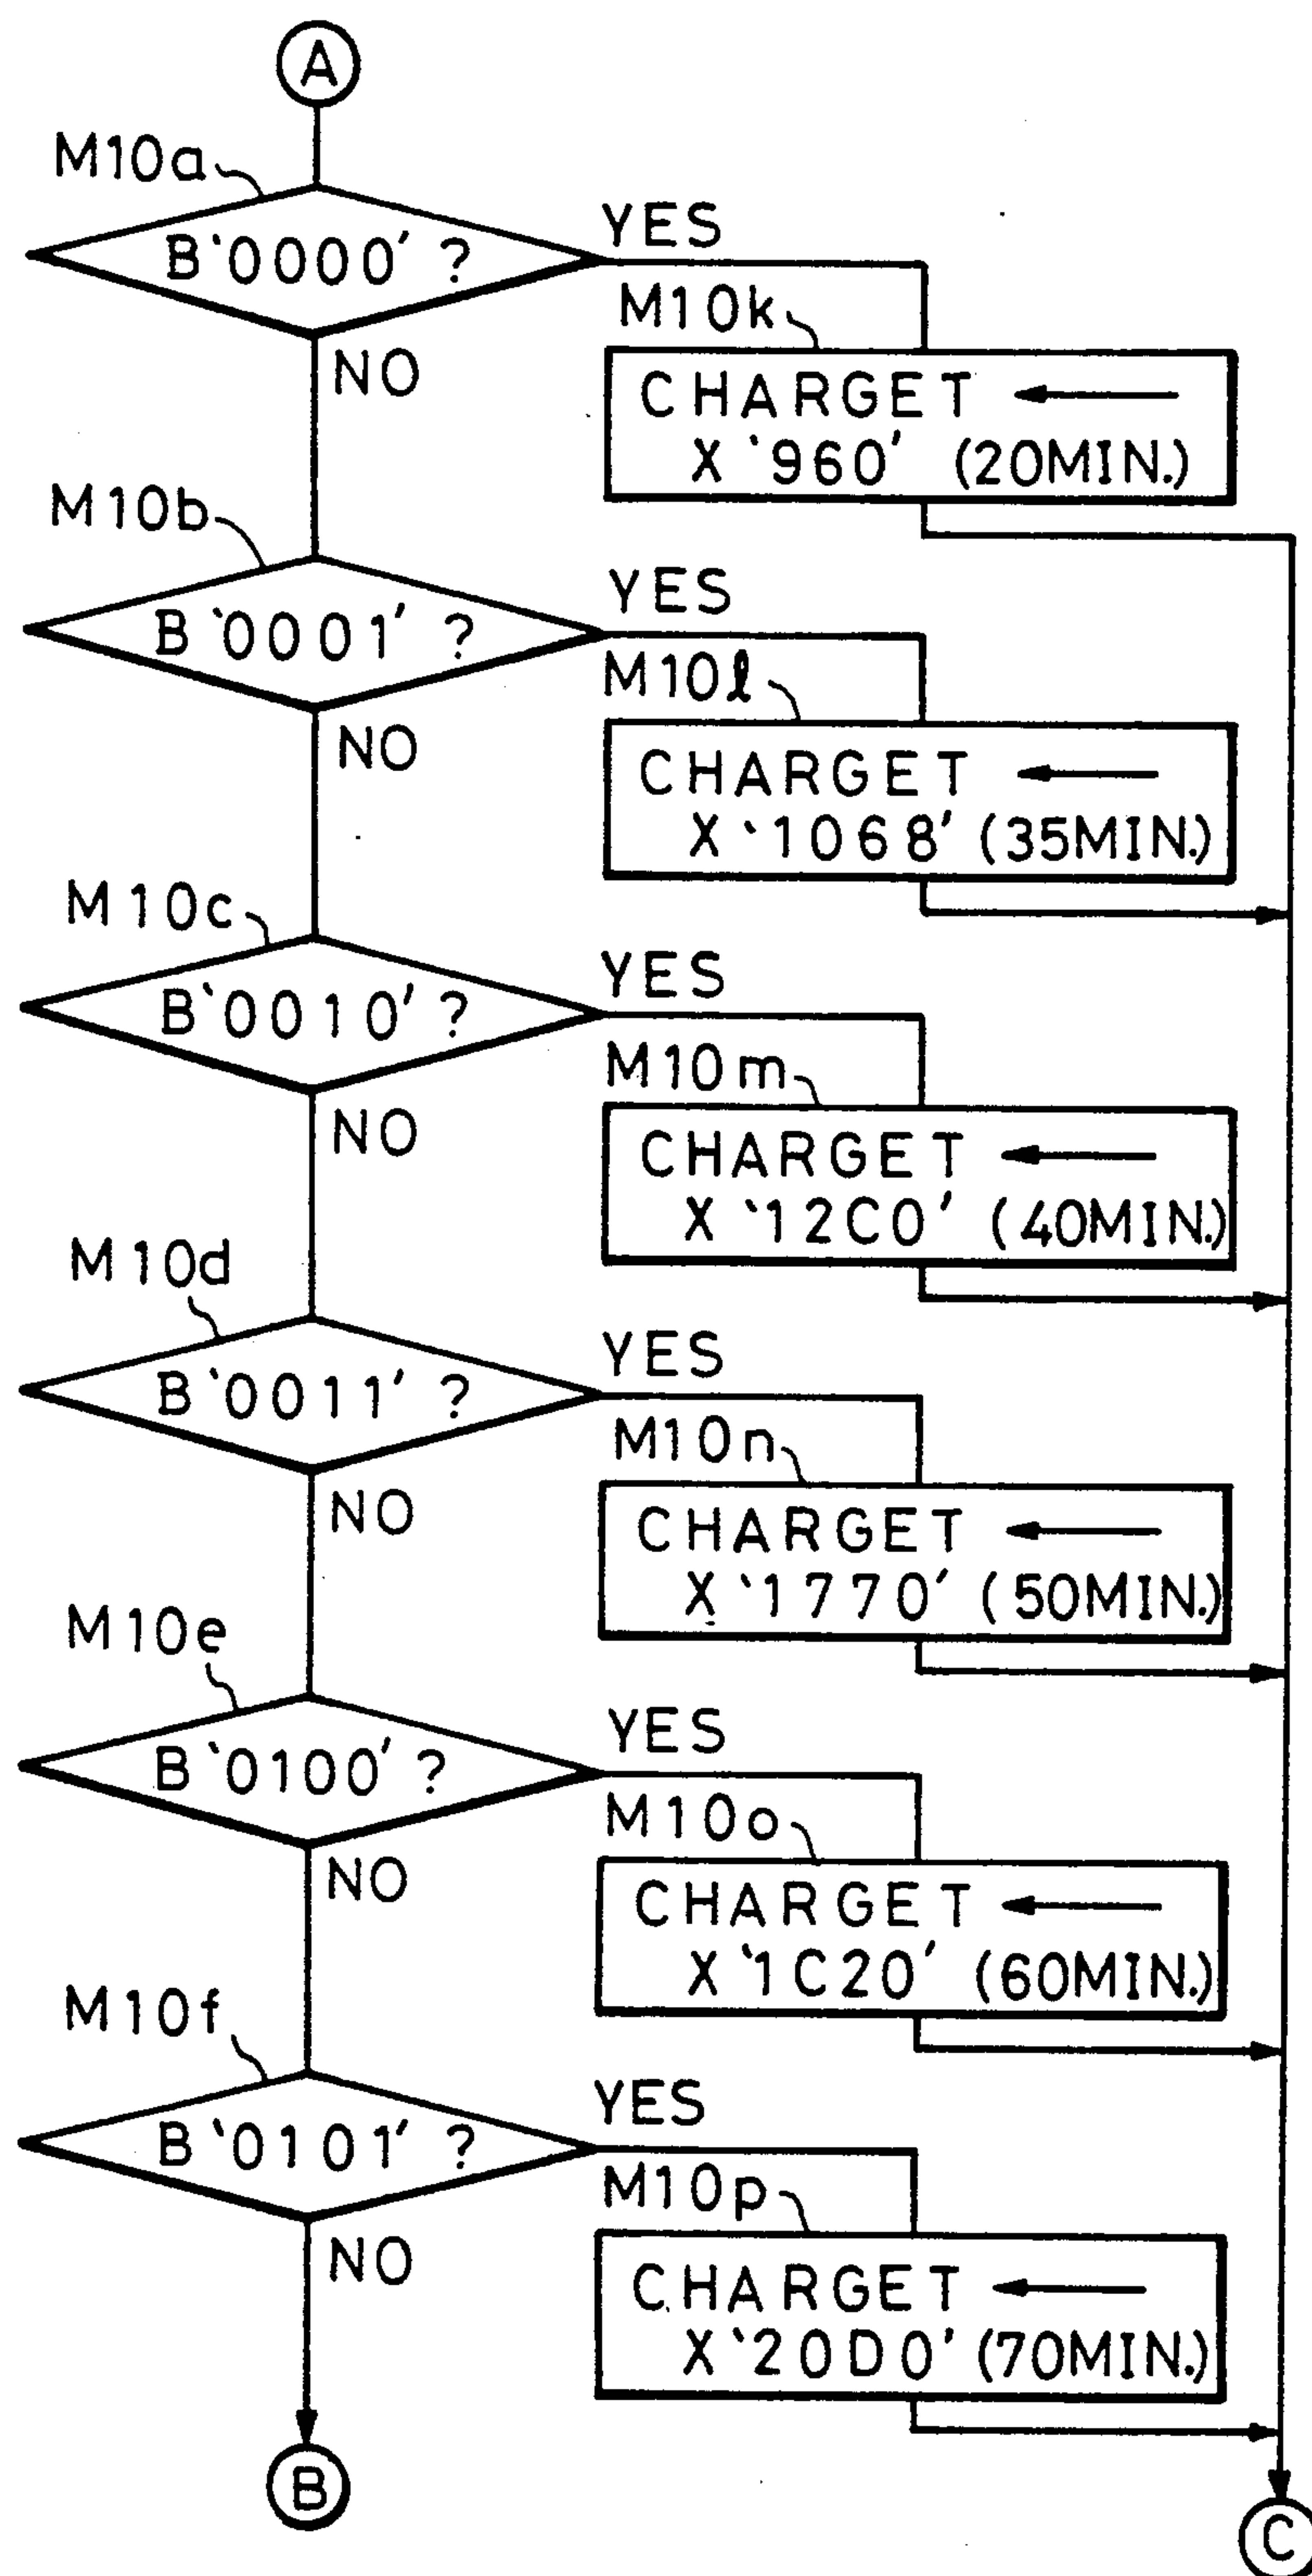 A
M10a
B‘0000’ ?
YES
NO
M10k
CHARGET ←
X ‘960’ (20MIN.)
M10b
B‘0001’ ?
YES
NO
M10ℓ
CHARGET ←
X ‘1068’ (35MIN.)
M10c
B‘0010’ ?
YES
NO
M10m
CHARGET ←
X ‘12C0’ (40MIN.)
M10d
B‘0011’ ?
YES
NO
M10n
CHARGET ←
X ‘1770’ (50MIN.)
M10e
B‘0100’ ?
YES
NO
M10o
CHARGET ←
X ‘1C20’ (60MIN.)
M10f
B‘0101’ ?
YES
NO
M10p
CHARGET ←
X ‘20D0’ (70MIN.)
B
C